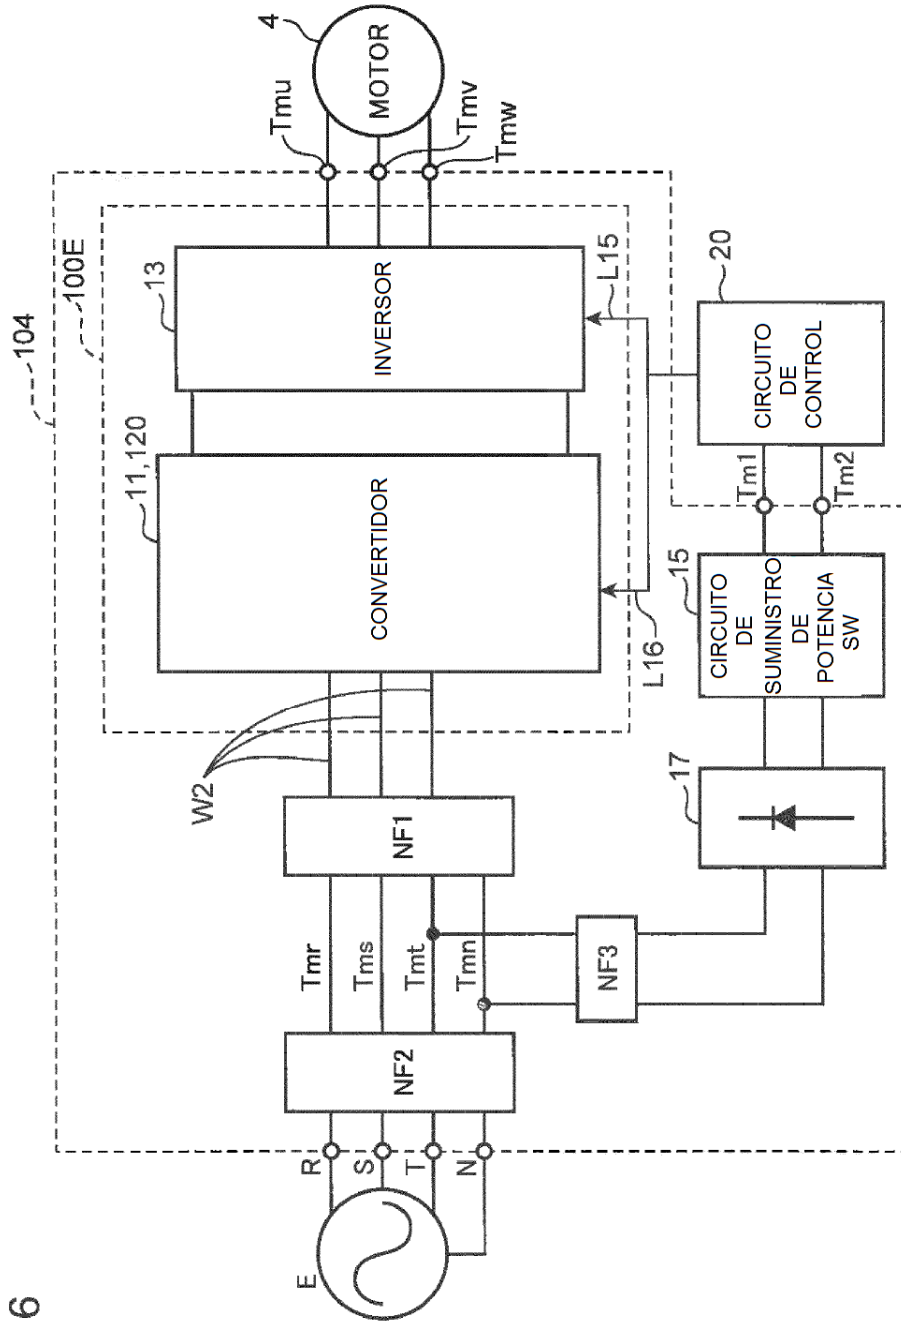 6
104
100E
11,120
13
4
MOTOR
Tmu
Tmv
Tmw
INVERSOR
CONVERTIDOR
W2
L15
L16
20
CIRCUITO
DE
CONTROL
Tm1
Tm2
15
CIRCUITO
DE
SUMINISTRO
DE
POTENCIA
SW
17
NF1
NF2
NF3
Tmr
Tms
Tmt
Tmn
R
S
T
N
E